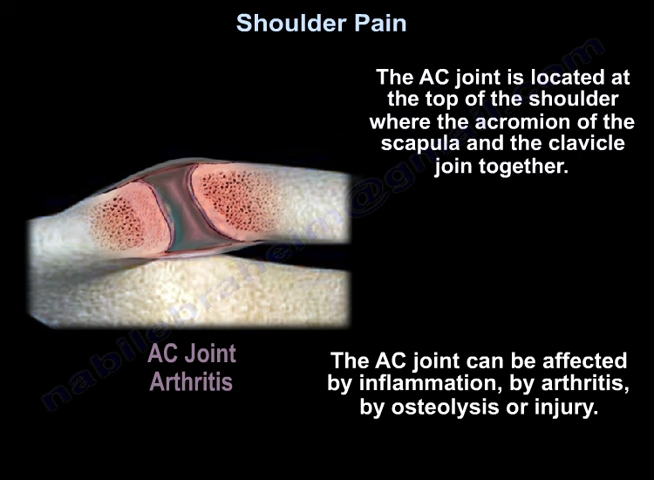 Shoulder Pain
The AC joint is located at
the top of the shoulder
where the acromion of the
scapula and the clavicle
join together.
AC Joint
Arthritis
The AC joint can be affected
by inflammation, by arthritis,
by osteolysis or injury.